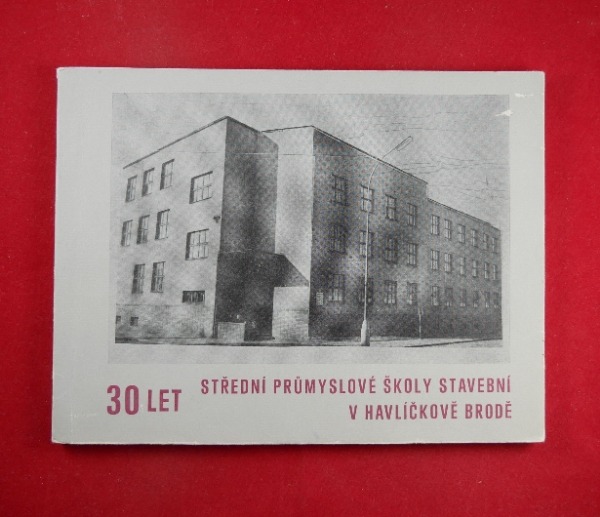 30 LET STŘEDNÍ PRŮMYSLOVÉ ŠKOLY STAVEBNÍ
V HAVLÍČKOVĚ BRODĚ